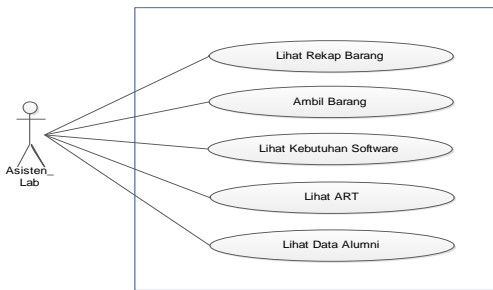 Lihat Rekap Barang
Ambil Barang
Lihat Kebutuhan Software
Lihat ART
Lihat Data Alumni
Asisten_
Lab